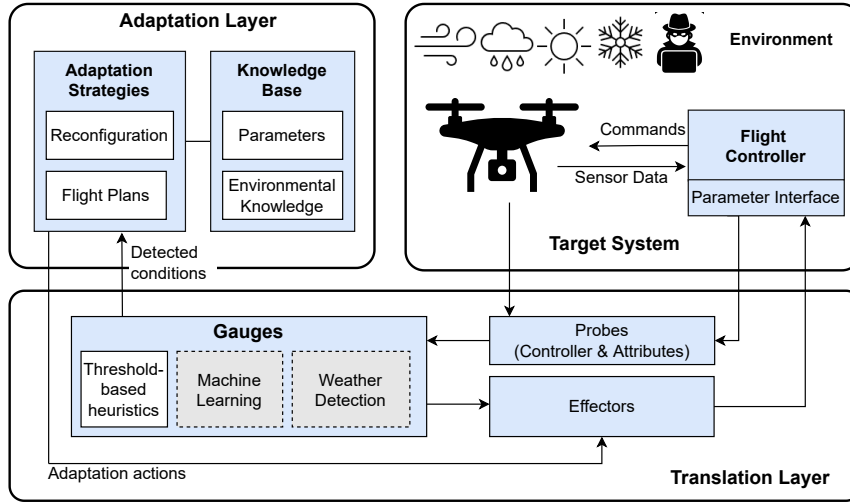 Adaptation Layer
Adaptation
Strategies
Reconfiguration
Flight Plans
Knowledge
Base
Parameters
Environmental
Knowledge
Environment
Commands
Sensor Data
Flight
Controller
Parameter Interface
Target System
Detected
conditions
Gauges
Threshold-
based
heuristics
Machine
Learning
Weather
Detection
Probes
(Controller & Attributes)
Effectors
Adaptation actions
Translation Layer